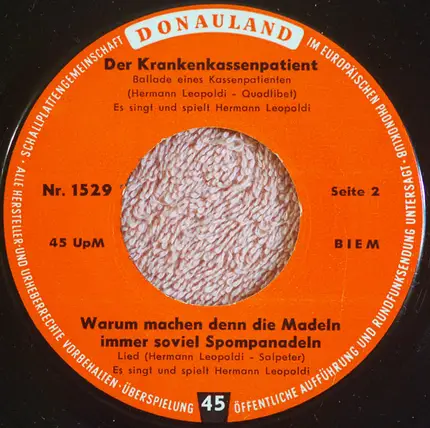 DONAULAND
SCHALLPLATTENGEMEINSCHAFT
IM EUROPÄISCHEN PHONOKLUB ·
Der Krankenkassenpatient
Ballade eines Kassenpatienten
(Hermann Leopoldi - Quodlibet)
Es singt und spielt Hermann Leopoldi
Nr. 1529
Seite 2
45 UpM
BIEM
Warum machen denn die Madeln
immer soviel Spompanadeln
Lied (Hermann Leopoldi - Salpeter)
Es singt und spielt Hermann Leopoldi
· ALLE HERSTELLER- UND URHEBERRECHTE VORBEHALTEN · ÜBERSPIELUNG
45
ÖFFENTLICHE AUFFÜHRUNG UND RUNDFUNKSENDUNG UNTERSAGT ·